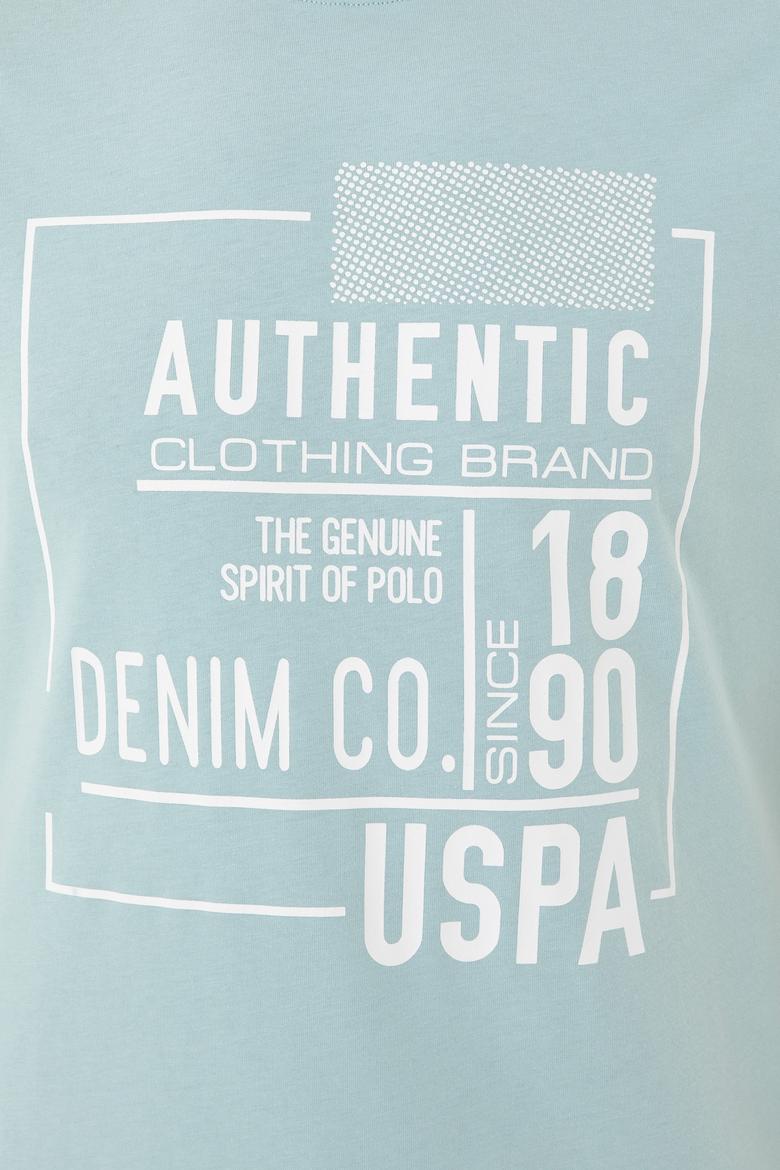 AUTHENTIC
CLOTHING BRAND
THE GENUINE
SPIRIT OF POLO
DENIM CO.
SINCE
18
90
USPA